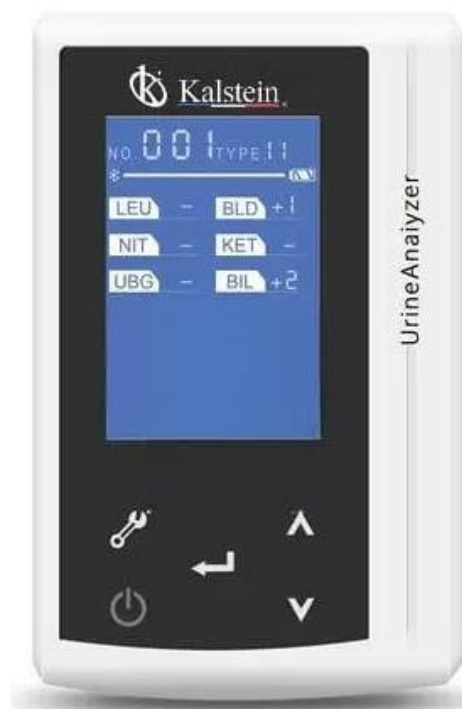 Kalstein
NO. 001 TYPE 11
LEU - BLD +1
NIT - KET -
UBG - BIL +2
UrineAnaiyzer